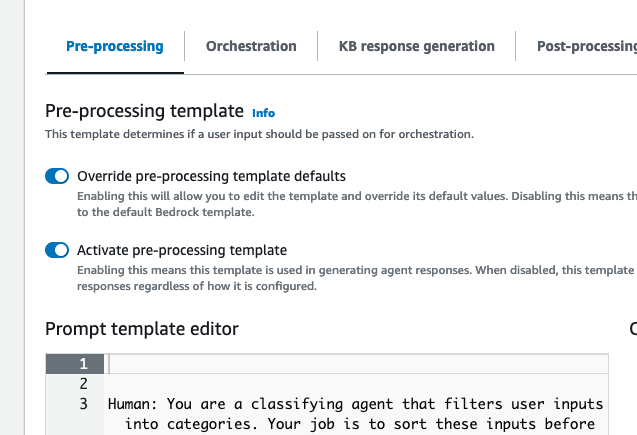 Pre-processing Orchestration KB response generation Post-processing
Pre-processing template Info
This template determines if a user input should be passed on for orchestration.
Override pre-processing template defaults
Enabling this will allow you to edit the template and override its default values. Disabling this means th
to the default Bedrock template.
Activate pre-processing template
Enabling this means this template is used in generating agent responses. When disabled, this template
responses regardless of how it is configured.
Prompt template editor
1
2
3 Human: You are a classifying agent that filters user inputs
into categories. Your job is to sort these inputs before